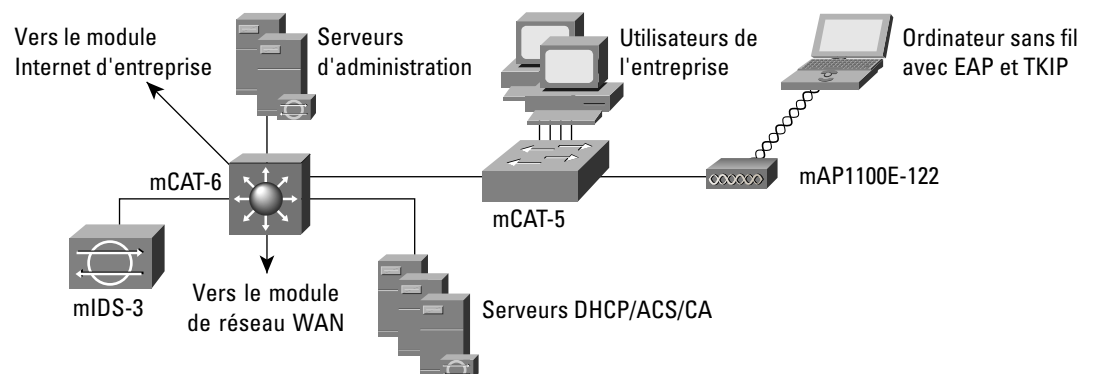 Vers le module
Internet d'entreprise
Serveurs
d'administration
Utilisateurs de
l'entreprise
Ordinateur sans fil
avec EAP et TKIP
mCAT-6
mAP1100E-122
mCAT-5
mIDS-3
Vers le module
de réseau WAN
Serveurs DHCP/ACS/CA